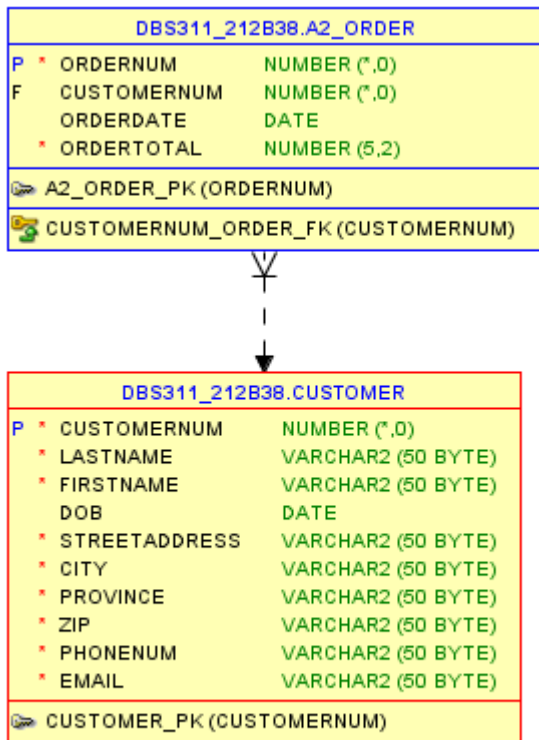 DBS311_212B38.A2_ORDER
P * ORDERNUM NUMBER (*,0)
F CUSTOMERNUM NUMBER (*,0)
ORDERDATE DATE
* ORDERTOTAL NUMBER (5,2)
A2_ORDER_PK (ORDERNUM)
CUSTOMERNUM_ORDER_FK (CUSTOMERNUM)
DBS311_212B38.CUSTOMER
P * CUSTOMERNUM NUMBER (*,0)
* LASTNAME VARCHAR2 (50 BYTE)
* FIRSTNAME VARCHAR2 (50 BYTE)
DOB DATE
* STREETADDRESS VARCHAR2 (50 BYTE)
* CITY VARCHAR2 (50 BYTE)
* PROVINCE VARCHAR2 (50 BYTE)
* ZIP VARCHAR2 (50 BYTE)
* PHONENUM VARCHAR2 (50 BYTE)
* EMAIL VARCHAR2 (50 BYTE)
CUSTOMER_PK (CUSTOMERNUM)